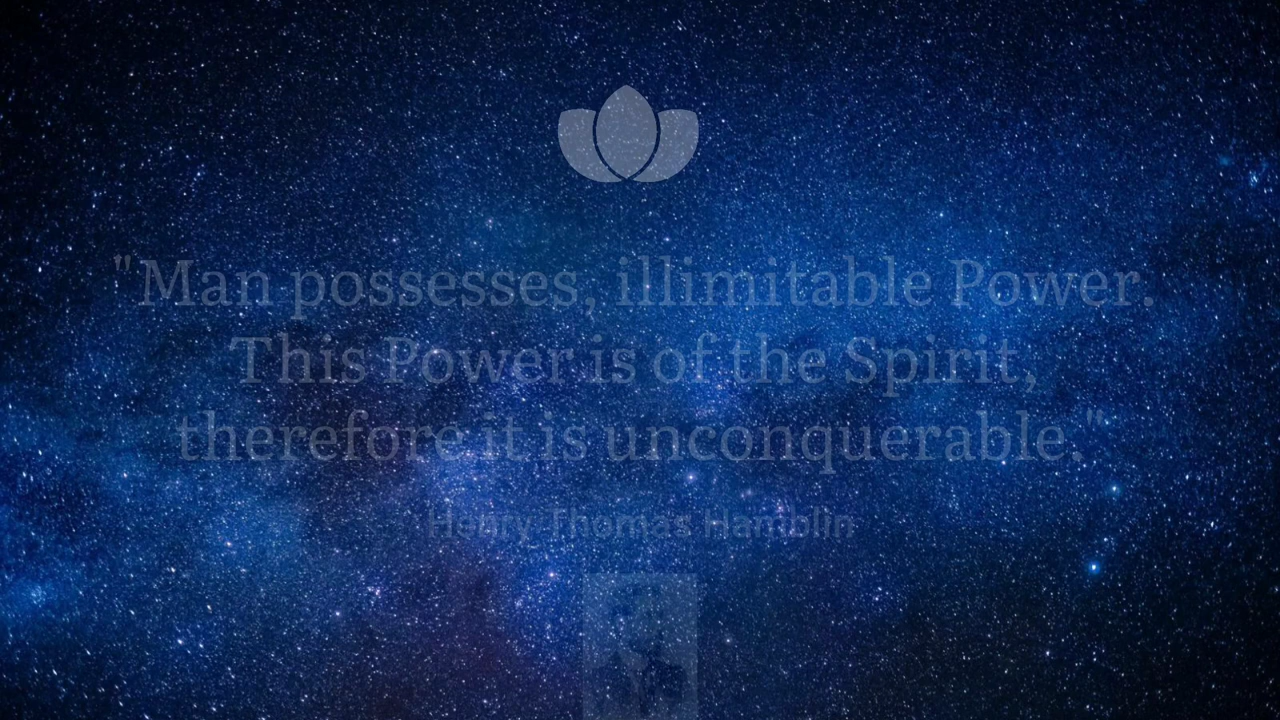 "Man possesses, illimitable Power.
This Power is of the Spirit,
therefore it is unconquerable."
Henry Thomas Hamblin